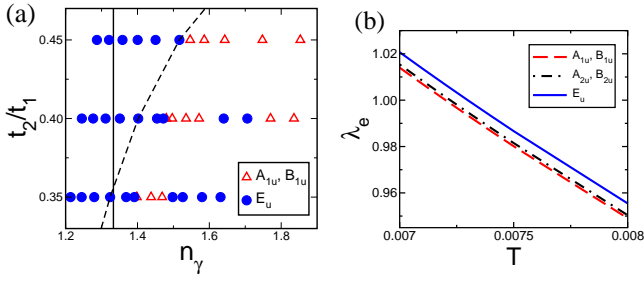 (a)
0.45
0.40
0.35
t2/t1
1.2 1.4 1.6 1.8
nγ
A1u, B1u
Eu
(b)
1.02
1.00
0.98
0.96
λe
0.007 0.0075 0.008
T
A1u, B1u
A2u, B2u
Eu